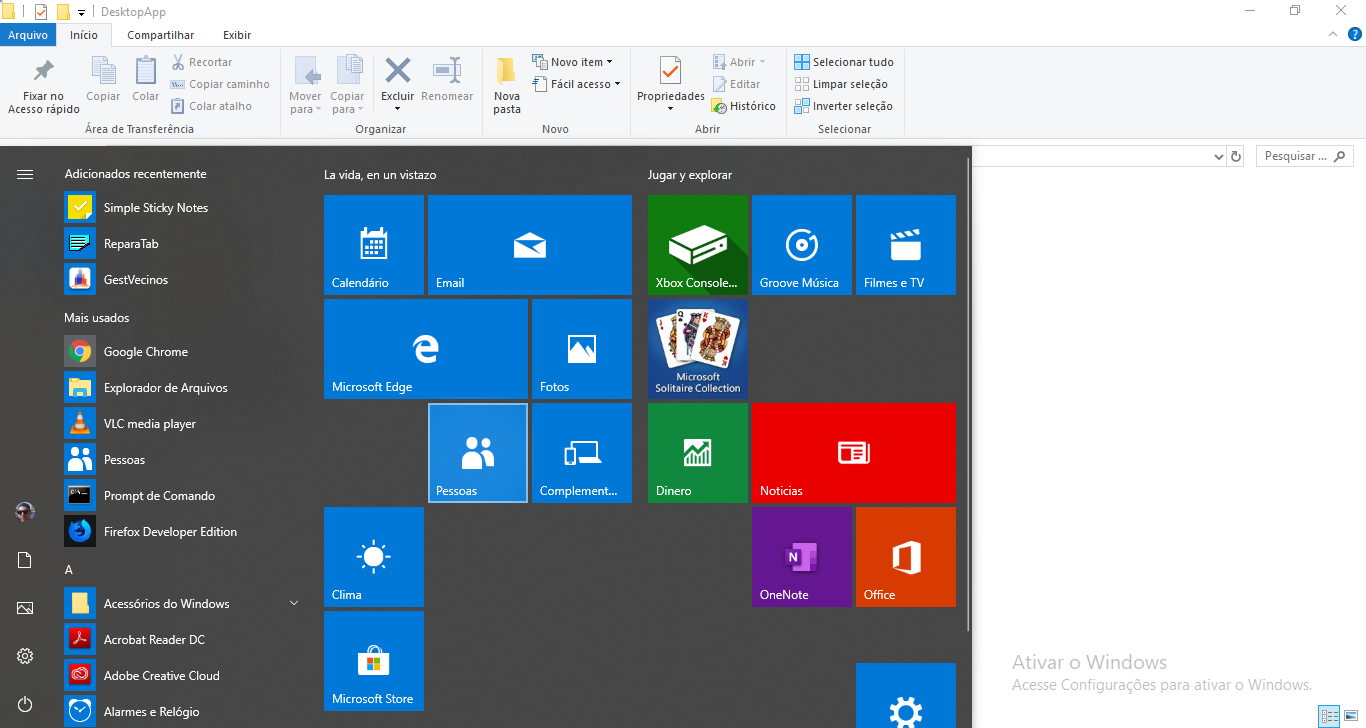 DesktopApp
Arquivo Início Compartilhar Exibir
Fixar no
Acesso rápido
Copiar
Colar
Recortar
Copiar caminho
Colar atalho
Área de Transferência
Mover
para
Copiar
para
Excluir
Renomear
Organizar
Nova
pasta
Novo item
Fácil acesso
Novo
Propriedades
Abrir
Editar
Histórico
Abrir
Selecionar tudo
Limpar seleção
Inverter seleção
Selecionar
Pesquisar ...
Adicionados recentemente
Simple Sticky Notes
ReparaTab
GestVecinos
Mais usados
Google Chrome
Explorador de Arquivos
VLC media player
Pessoas
Prompt de Comando
Firefox Developer Edition
A
Acessórios do Windows
Acrobat Reader DC
Adobe Creative Cloud
Alarmes e Relógio
La vida, en un vistazo
Calendário
Email
Microsoft Edge
Fotos
Pessoas
Complement...
Clima
Microsoft Store
Jugar y explorar
Xbox Console...
Groove Música
Filmes e TV
Microsoft
Solitaire Collection
Dinero
Noticias
N
OneNote
Office
Ativar o Windows
Acesse Configurações para ativar o Windows.